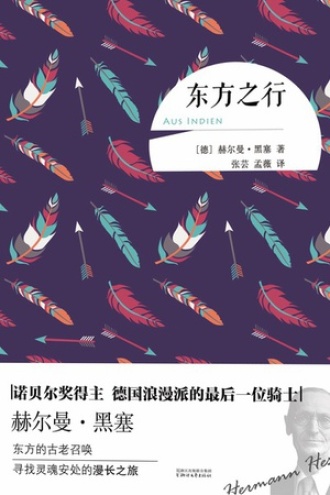 东方之行
AUS INDIEN
[德] 赫尔曼·黑塞 著
张芸 孟薇 译
诺贝尔奖得主 德国浪漫派的最后一位骑士
赫尔曼·黑塞
东方的古老召唤
寻找灵魂安处的漫长之旅
Hermann Hes